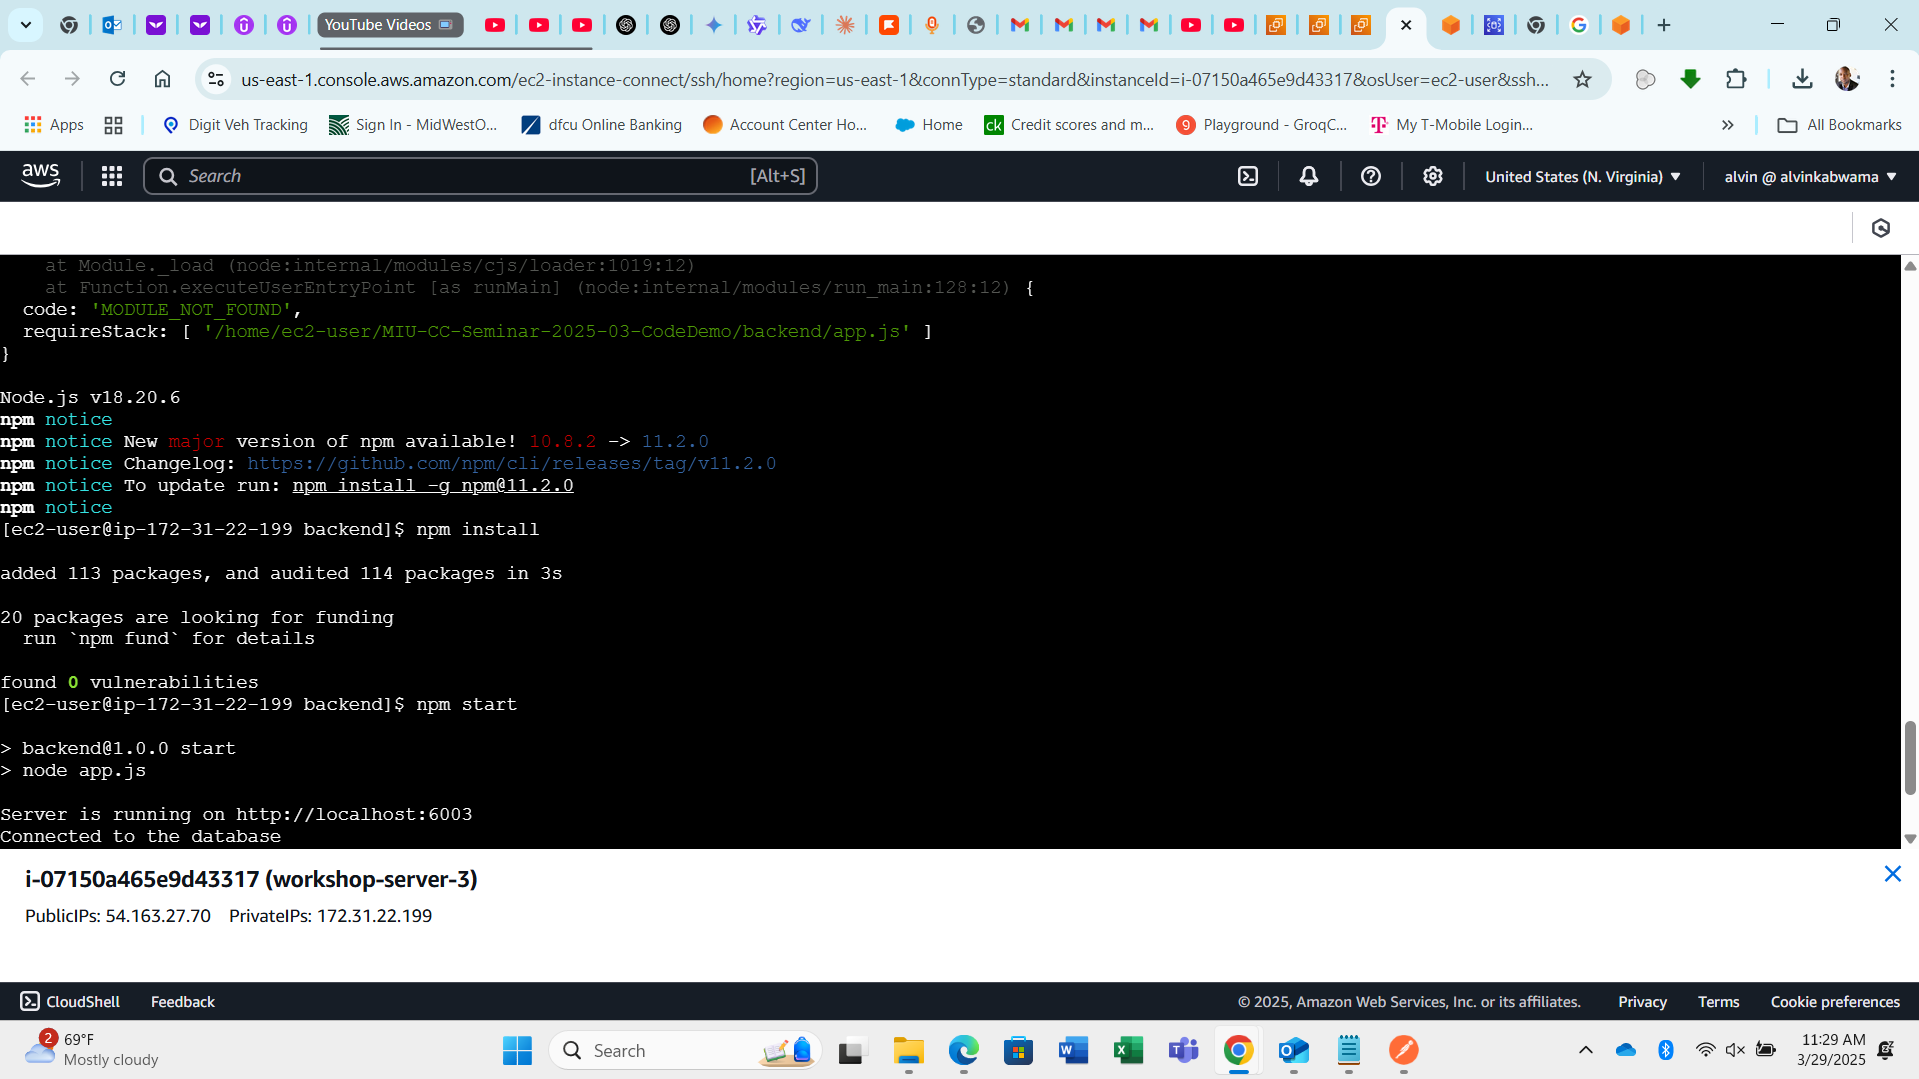 YouTube Videos
us-east-1.console.aws.amazon.com/ec2-instance-connect/ssh/home?region=us-east-1&connType=standard&instanceId=i-07150a465e9d43317&osUser=ec2-user&ssh...
Apps Digit Veh Tracking Sign In - MidWestO... dfcu Online Banking Account Center Ho... Home ck Credit scores and m... 9 Playground - GroqC... T My T-Mobile Login... » All Bookmarks
aws Search [Alt+S] United States (N. Virginia) ▼ alvin @ alvinkabwama ▼
at Module._load (node:internal/modules/cjs/loader:1019:12)
at Function.executeUserEntryPoint [as runMain] (node:internal/modules/run_main:128:12) {
code: 'MODULE_NOT_FOUND',
requireStack: [ '/home/ec2-user/MIU-CC-Seminar-2025-03-CodeDemo/backend/app.js' ]
}
Node.js v18.20.6
npm notice
npm notice New major version of npm available! 10.8.2 -> 11.2.0
npm notice Changelog: https://github.com/npm/cli/releases/tag/v11.2.0
npm notice To update run: npm install -g npm@11.2.0
npm notice
[ec2-user@ip-172-31-22-199 backend]$ npm install
added 113 packages, and audited 114 packages in 3s
20 packages are looking for funding
run `npm fund` for details
found 0 vulnerabilities
[ec2-user@ip-172-31-22-199 backend]$ npm start
> backend@1.0.0 start
> node app.js
Server is running on http://localhost:6003
Connected to the database
i-07150a465e9d43317 (workshop-server-3)
PublicIPs: 54.163.27.70 PrivateIPs: 172.31.22.199
CloudShell Feedback © 2025, Amazon Web Services, Inc. or its affiliates. Privacy Terms Cookie preferences
2 69°F
Mostly cloudy
Search
11:29 AM
3/29/2025